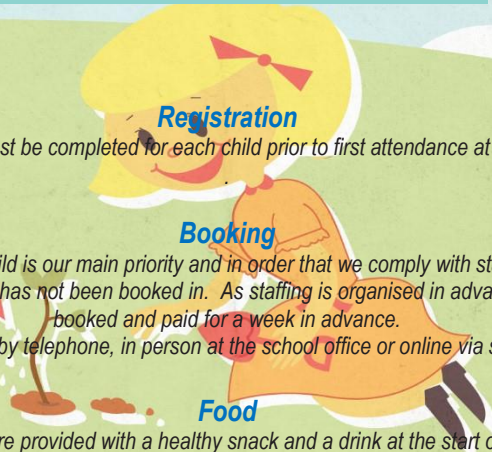 Registration
st be completed for each child prior to first attendance at
.
Booking
ild is our main priority and in order that we comply with st
has not been booked in. As staffing is organised in adva
booked and paid for a week in advance.
by telephone, in person at the school office or online via s
Food
re provided with a healthy snack and a drink at the start o